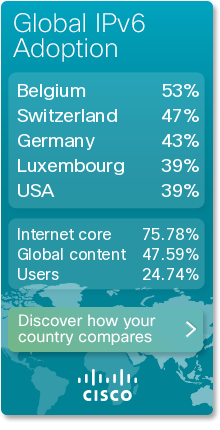 Global IPv6
Adoption
Belgium 53%
Switzerland 47%
Germany 43%
Luxembourg 39%
USA 39%
Internet core 75.78%
Global content 47.59%
Users 24.74%
Discover how your
country compares
CISCO